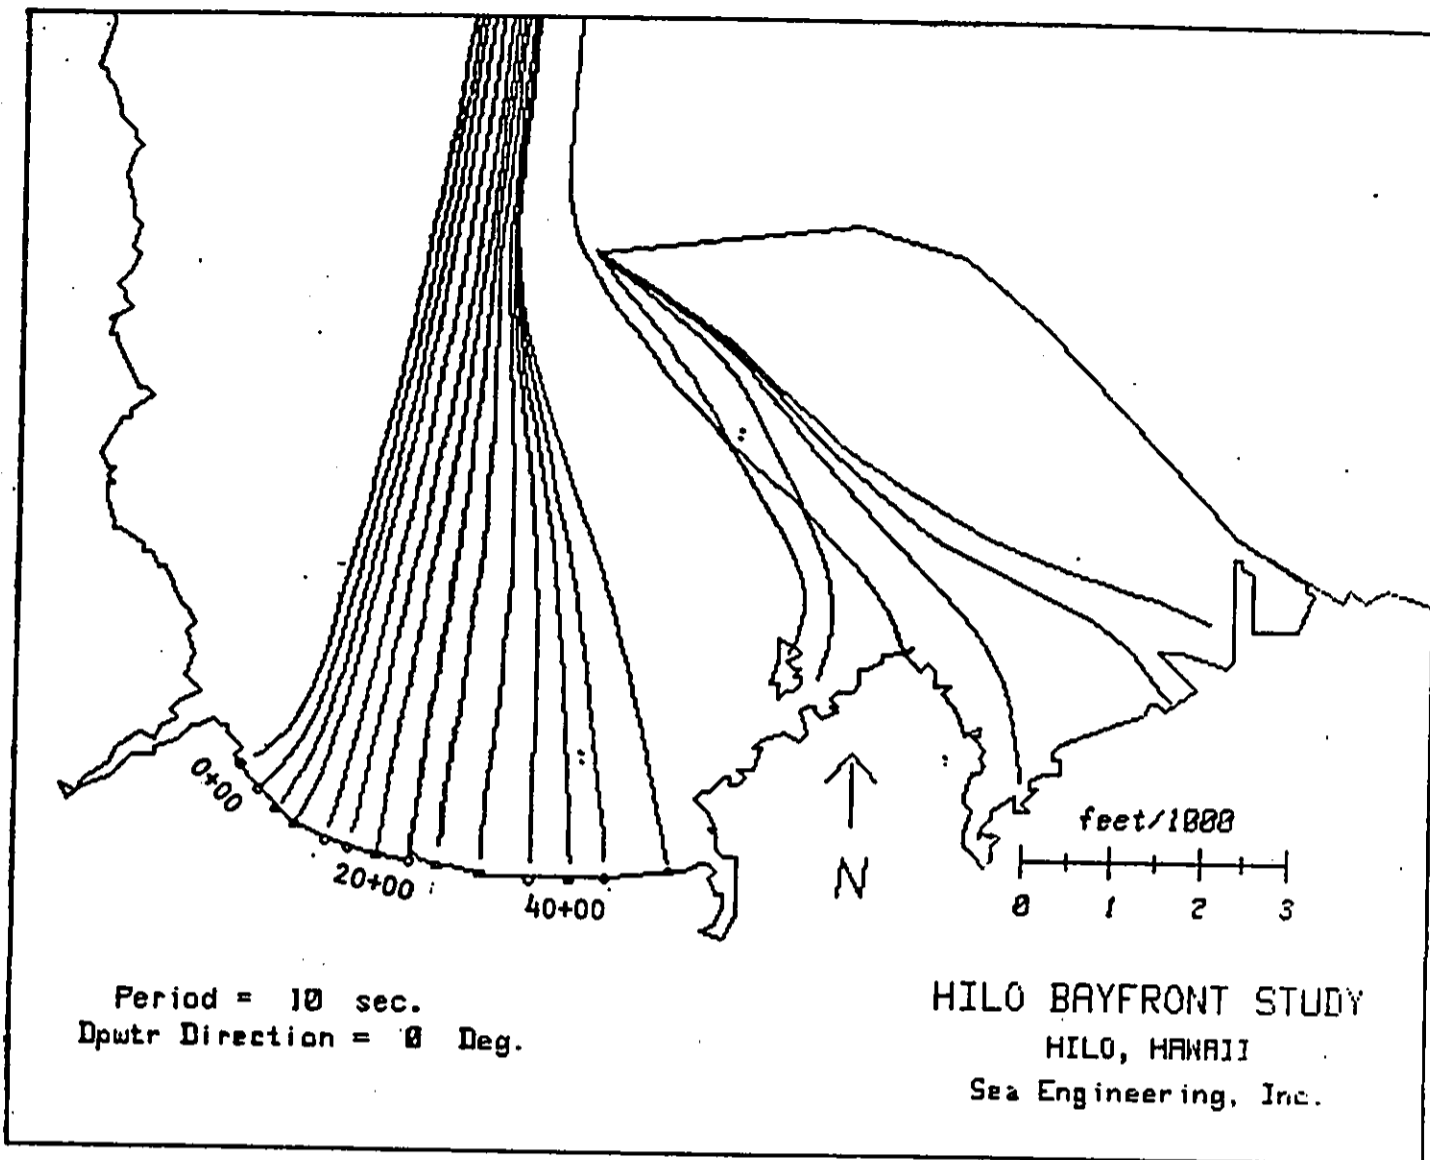 0+00
20+00
40+00
N
feet/1000
0 1 2 3
Period = 10 sec.
Dpwtr Direction = 0 Deg.
HILO BAYFRONT STUDY
HILO, HAWAII
Sea Engineering, Inc.